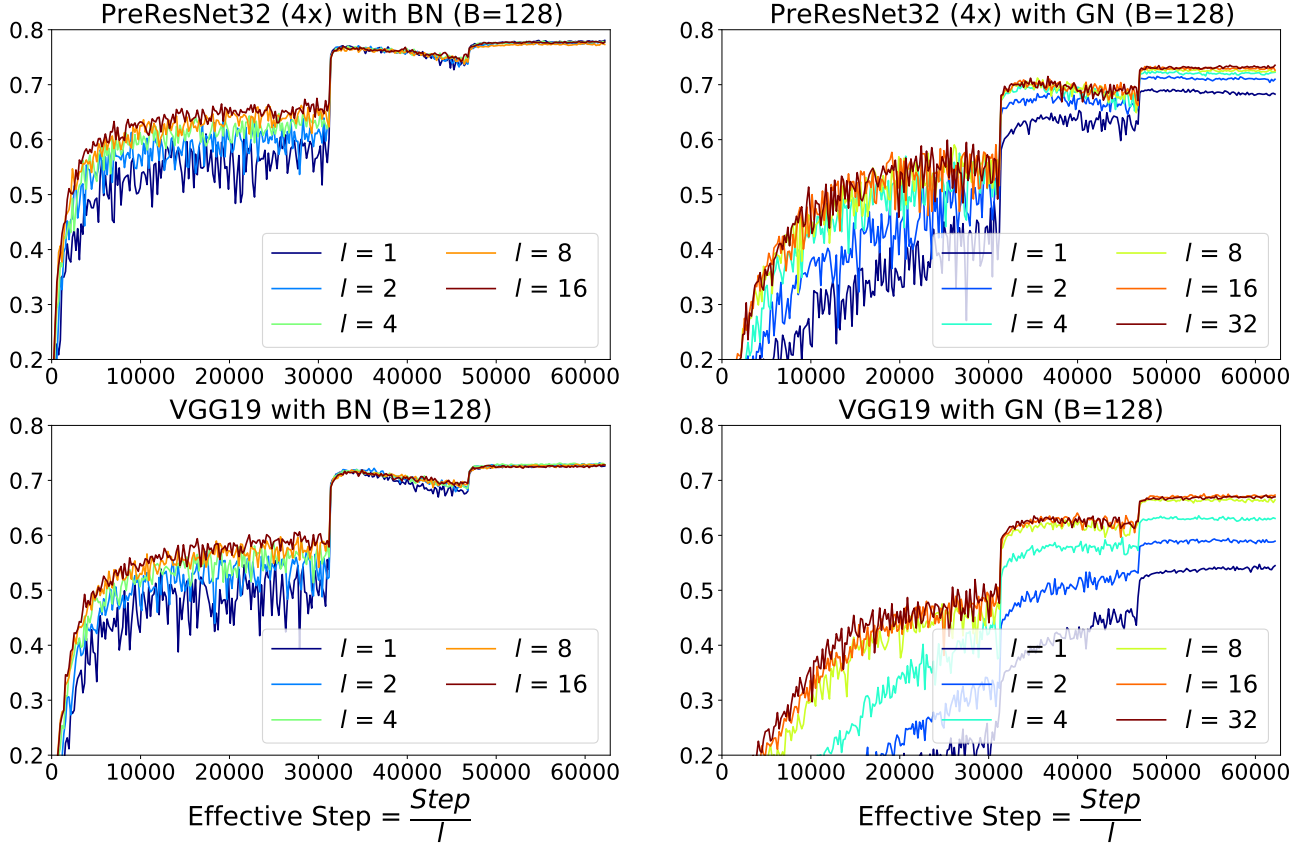 PreResNet32 (4x) with BN (B=128)
0.8
0.7
0.6
0.5
0.4
0.3
0.2
l = 1
l = 8
l = 2
l = 16
l = 4
0
10000
20000
30000
40000
50000
60000
PreResNet32 (4x) with GN (B=128)
0.8
0.7
0.6
0.5
0.4
0.3
0.2
l = 1
l = 8
l = 2
l = 16
l = 4
l = 32
0
10000
20000
30000
40000
50000
60000
VGG19 with BN (B=128)
0.8
0.7
0.6
0.5
0.4
0.3
0.2
l = 1
l = 8
l = 2
l = 16
l = 4
0
10000
20000
30000
40000
50000
60000
Effective Step = Step
l
VGG19 with GN (B=128)
0.8
0.7
0.6
0.5
0.4
0.3
0.2
l = 1
l = 8
l = 2
l = 16
l = 4
l = 32
0
10000
20000
30000
40000
50000
60000
Effective Step = Step
l